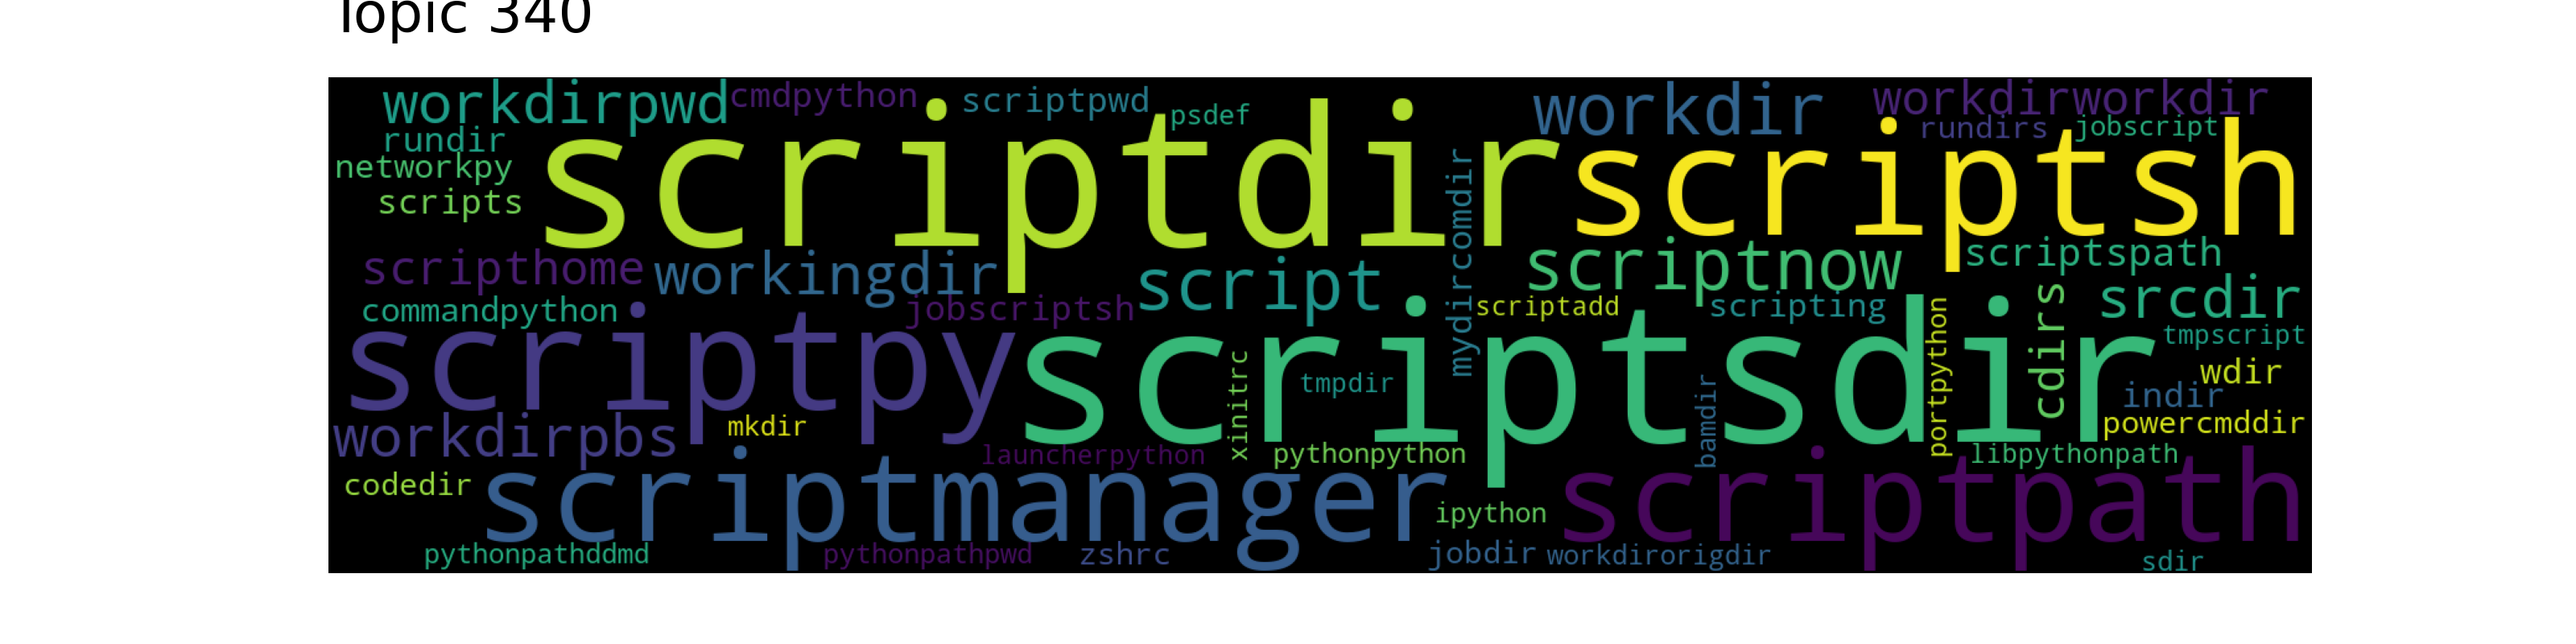 Topic 340
workdirpwd cmdpython scriptpwd psdef workdir workdirworkdir
rundir rundirs jobscript
networkpy scriptdir scriptsh
scripts mydircomdir
scripthome workingdir script scriptnow scriptspath
commandpython jobscriptsh scriptadd scripting srcdir
scriptpy scriptsdir portpython cdirs tmpscript
xinitrc tmpdir wdir
bamdir indir
workdirpbs mkdir powercmddir
launcherpython pythonpython libpythonpath
codedir scriptmanager ipython scriptpath
pythonpathddmd pythonpathpwd zshrc jobdir workdirorigdir sdir